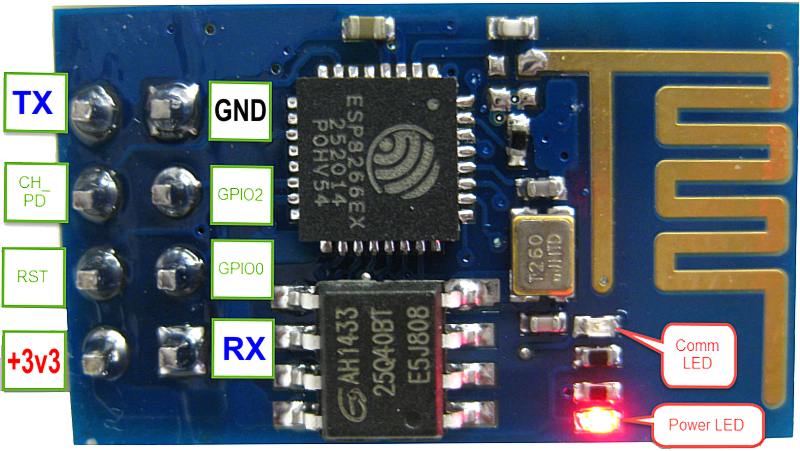 TX
GND
CH_
PD
GPIO2
RST
GPIO0
+3v3
RX
ESP8266EX
252014
P0HV54
AH1433
25Q40BT
E5J808
T260
Comm
LED
Power LED